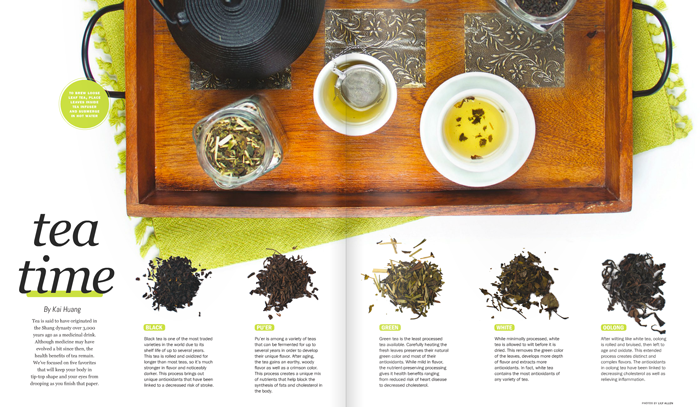 TO BREW LOOSE
LEAF TEA, PLACE
LEAVES INSIDE
TEA INFUSER
AND SUBMERGE
IN HOT WATER
tea
time
By Kai Huang
Tea is said to have originated in
the Shang dynasty over 3,000
years ago as a medicinal drink.
Although medicine may have
evolved a bit since then, the
health benefits of tea remain.
We've focused on five favorites
that will keep your body in
tip-top shape and your eyes from
drooping as you finish that paper.
BLACK
Black tea is one of the most traded
varieties in the world due to its
shelf life of up to several years.
This tea is rolled and oxidized for
longer than most teas, so it's much
stronger in flavor and noticeably
darker. This process brings out
unique antioxidants that have been
linked to a decreased risk of stroke.
PU'ER
Pu'er is among a variety of teas
that can be fermented for up to
several years in order to develop
their unique flavor. After aging,
the tea gains an earthy, woody
flavor as well as a crimson color.
This process creates a unique mix
of nutrients that help block the
synthesis of fats and cholesterol in
the body.
GREEN
Green tea is the least processed
tea available. Carefully heating the
fresh leaves preserves their natural
green color and most of their
antioxidants. While mild in flavor,
the nutrient-preserving processing
gives it health benefits ranging
from reduced risk of heart disease
to decreased cholesterol.
WHITE
While minimally processed, white
tea is allowed to wilt before it is
dried. This removes the green color
of the leaves, develops more depth
of flavor and extracts more
antioxidants. In fact, white tea
contains the most antioxidants of
any variety of tea.
OOLONG
After wilting like white tea, oolong
is rolled and bruised, then left to
age and oxidize. This extended
process creates distinct and
complex flavors. The antioxidants
in oolong tea have been linked to
decreasing cholesterol as well as
relieving inflammation.